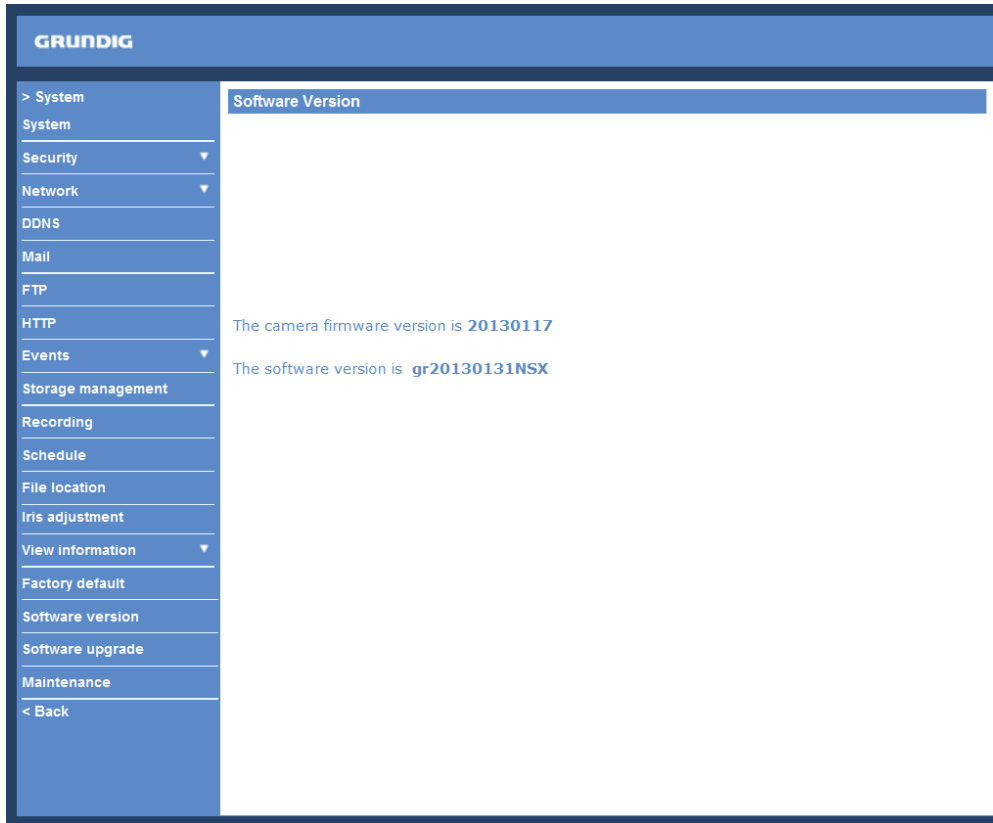 GRUNDIG
> System
System
Security
Network
DDNS
Mail
FTP
HTTP
Events
Storage management
Recording
Schedule
File location
Iris adjustment
View information
Factory default
Software version
Software upgrade
Maintenance
< Back
Software Version
The camera firmware version is 20130117
The software version is gr20130131NSX